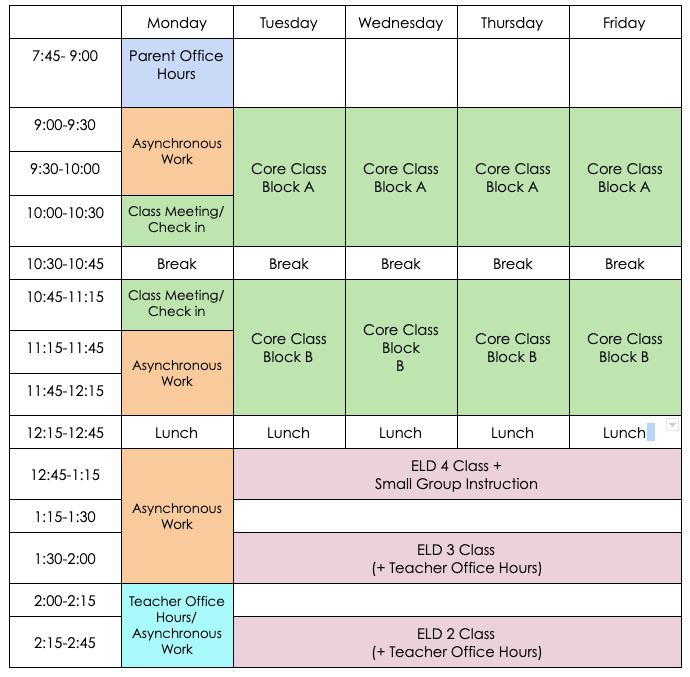 Monday Tuesday Wednesday Thursday Friday
7:45- 9:00 Parent Office
Hours
9:00-9:30
Asynchronous
Work
9:30-10:00
Core Class
Block A
Core Class
Block A
Core Class
Block A
Core Class
Block A
10:00-10:30 Class Meeting/
Check in
10:30-10:45 Break Break Break Break Break
10:45-11:15 Class Meeting/
Check in
Core Class
Block B
Core Class
Block
B
Core Class
Block B
Core Class
Block B
11:15-11:45
Asynchronous
Work
11:45-12:15
12:15-12:45 Lunch Lunch Lunch Lunch Lunch
12:45-1:15 ELD 4 Class +
Small Group Instruction
Asynchronous
Work
1:15-1:30
1:30-2:00 ELD 3 Class
(+ Teacher Office Hours)
2:00-2:15 Teacher Office
Hours/
Asynchronous
Work
2:15-2:45 ELD 2 Class
(+ Teacher Office Hours)